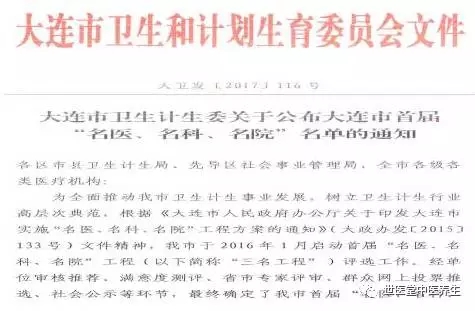 大连市卫生和计划生育委员会文件
大卫发〔2017〕116号
大连市卫生计生委关于公布大连市首届
“名医、名科、名院”名单的通知
各区市县卫生计生局、先导区社会事业管理局、全市各级各
类医疗机构：
为全面推动我市卫生计生事业发展，树立卫生计生行业
高层次典范，根据《大连市人民政府办公厅关于印发大连市
实施“名医、名科、名院”工程方案的通知》（大政办发〔2015〕
133号）文件精神，我市于2016年1月启动首届“名医、名
科、名院”工程（以下简称“三名工程”）评选工作。经单
位审核推荐、满意度测评、省市专家评审、群众网上投票推
选、社会公示等环节，最终确定了我市首届“名医、名
世医堂中医养生